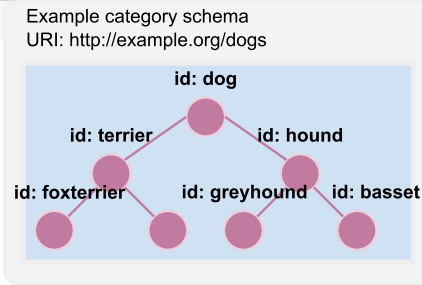 Example category schema
URI: http://example.org/dogs
id: dog
id: terrier
id: hound
id: foxterrier
id: greyhound
id: basset